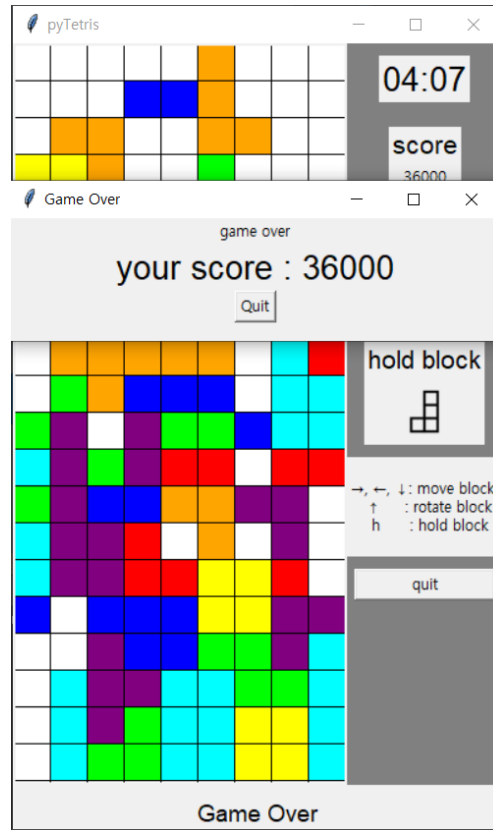 pyTetris
04:07
score
36000
Game Over
game over
your score : 36000
Quit
hold block
→, ←, ↓: move block
↑ : rotate block
h : hold block
quit
Game Over